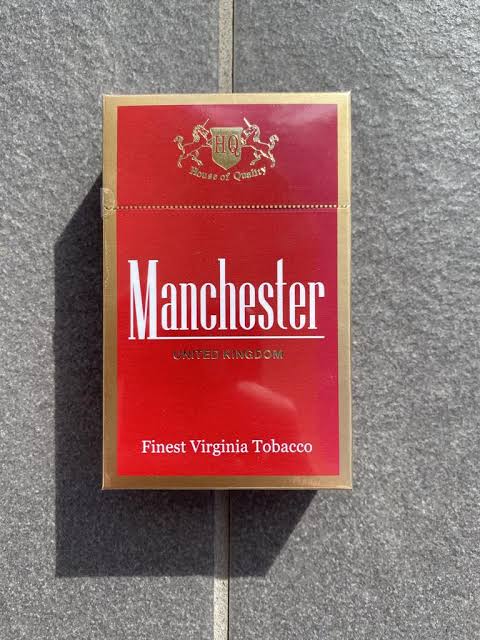 HQ
House of Quality
Manchester
UNITED KINGDOM
Finest Virginia Tobacco